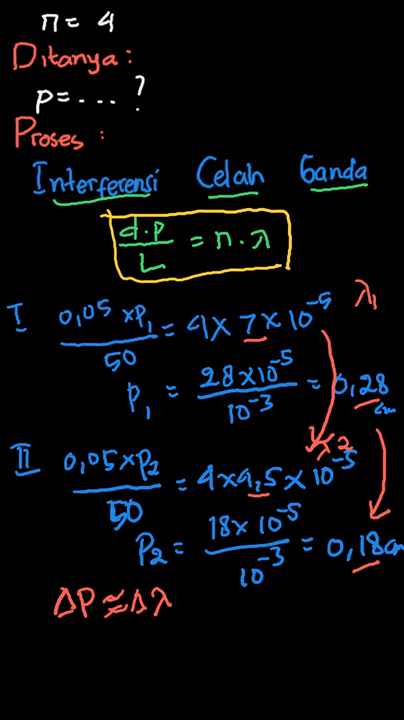 n = 4
Ditanya :
p = . . . . ?
Proses :
Interferensi Celah Ganda
d.p/L = n . λ
I 0,05 × P₁/50 = 4 × 7 × 10⁻⁵ λ₁
P₁ = 28 × 10⁻⁵/10⁻³ = 0,28 cm
λ2
II 0,05 × P2/50 = 4 × 4,5 × 10⁻⁵
P2 = 18 × 10⁻⁵/10⁻³ = 0,18 cm
ΔP ≈ Δλ